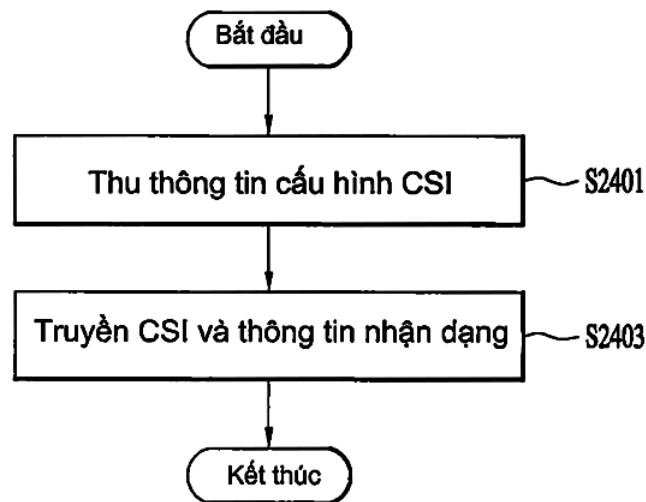 Bắt đầu
Thu thông tin cấu hình CSI
S2401
Truyền CSI và thông tin nhận dạng
S2403
Kết thúc